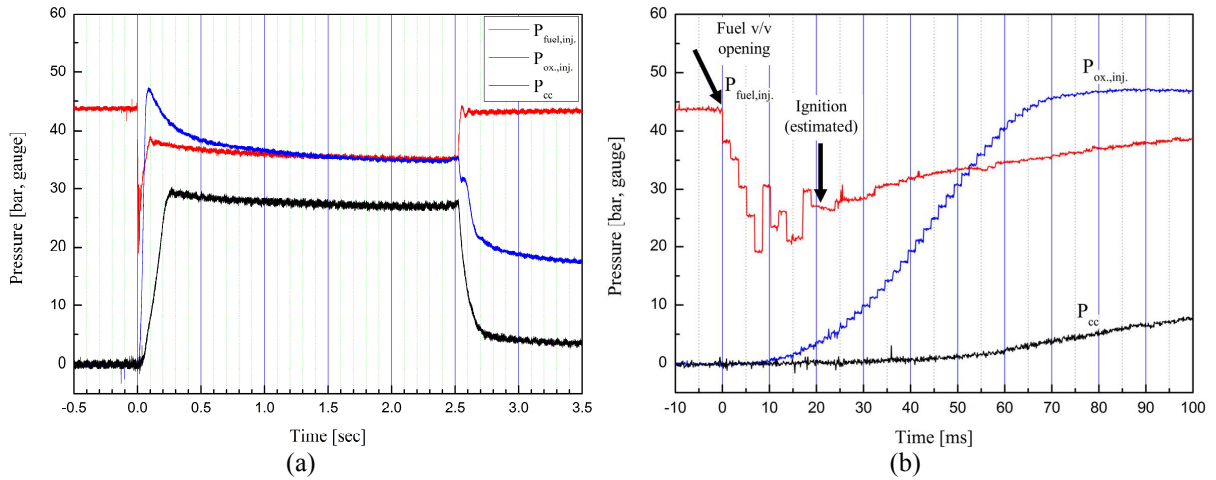 60
50
40
30
20
10
0
Pressure [bar, gauge]
-0.5 0.0 0.5 1.0 1.5 2.0 2.5 3.0 3.5
Time [sec]
P fuel,inj.
P ox.,inj.
P cc
(a)
60
50
40
30
20
10
0
Pressure [bar, gauge]
-10 0 10 20 30 40 50 60 70 80 90 100
Time [ms]
Fuel v/v
opening
P fuel,inj.
Ignition
(estimated)
P ox.,inj.
P cc
(b)